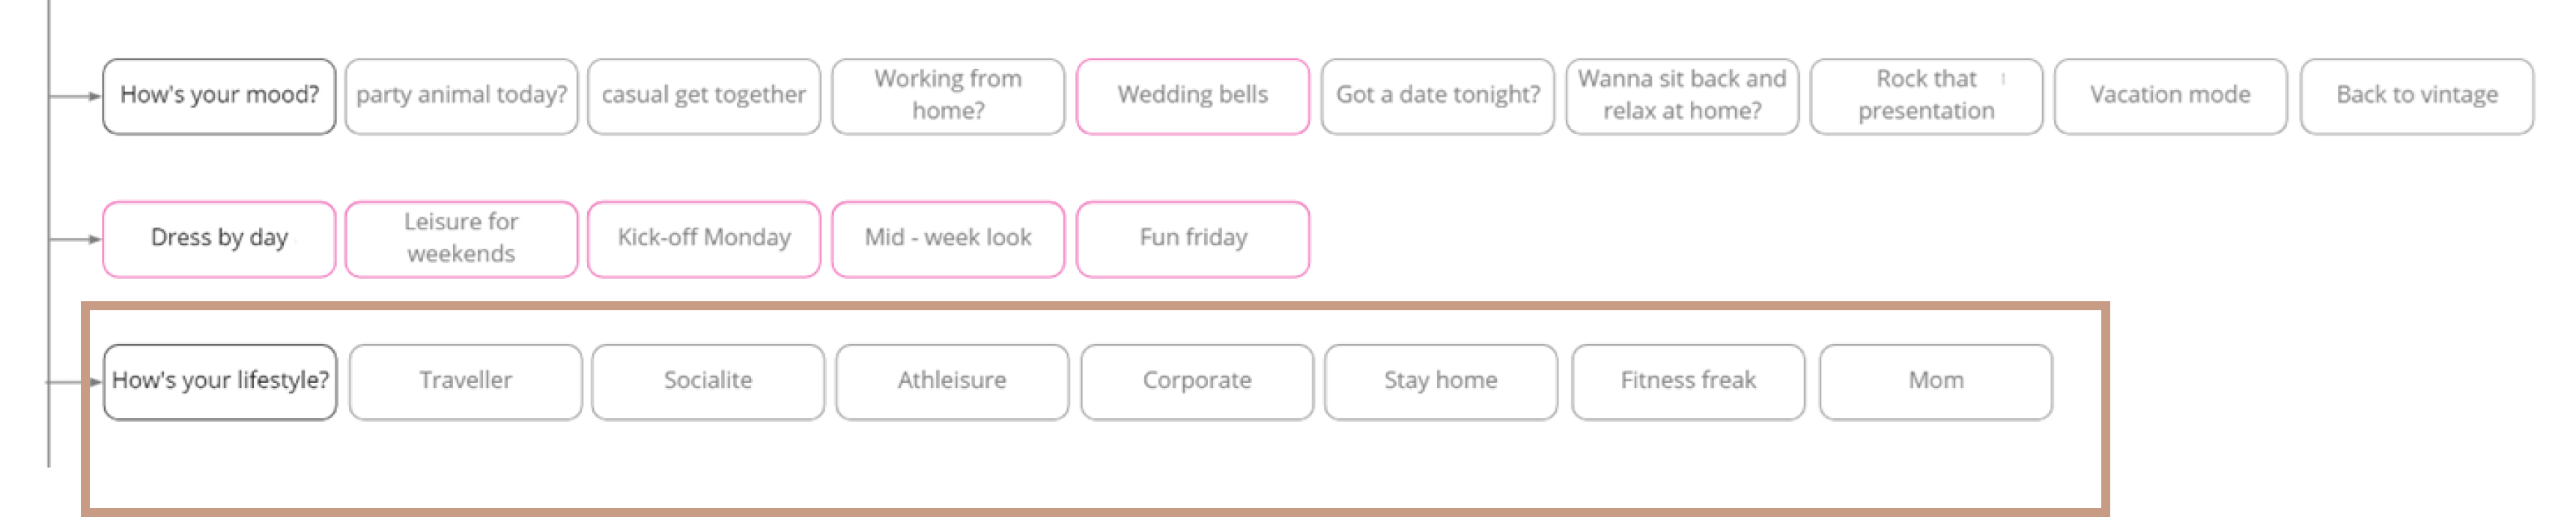 How's your mood?
party animal today?
casual get together
Working from
home?
Wedding bells
Got a date tonight?
Wanna sit back and
relax at home?
Rock that
presentation
Vacation mode
Back to vintage
Dress by day
Leisure for
weekends
Kick-off Monday
Mid - week look
Fun friday
How's your lifestyle?
Traveller
Socialite
Athleisure
Corporate
Stay home
Fitness freak
Mom